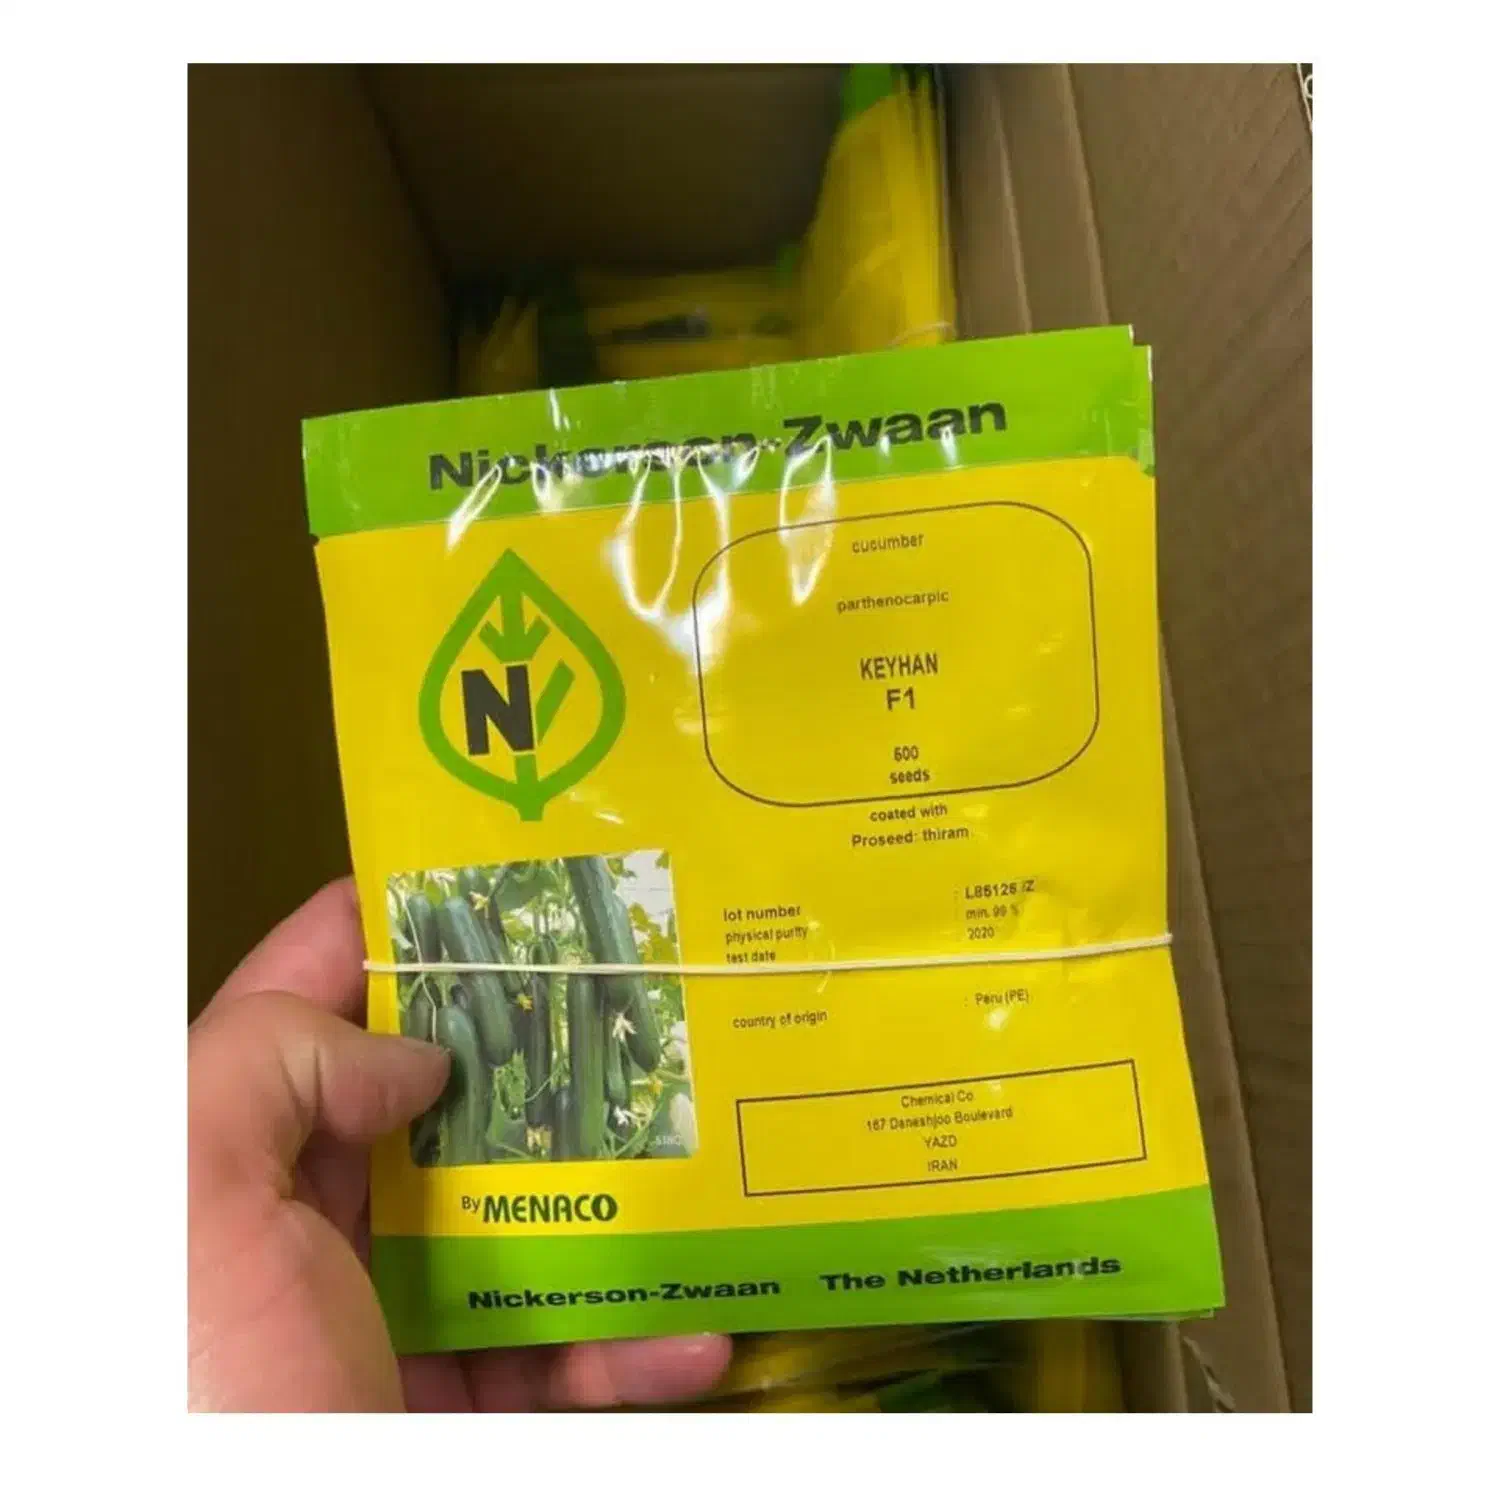 Nickerson-Zwaan
N
cucumber
parthenocarpic
KEYHAN
F1
500
seeds
coated with
Proseed: thiram
lot number : L86126 /Z
physical purity min. 99 %
test date 2020
country of origin : Peru (PE)
Chemical Co
167 Daneshjoo Boulevard
YAZD
IRAN
By MENACO
Nickerson-Zwaan The Netherlands